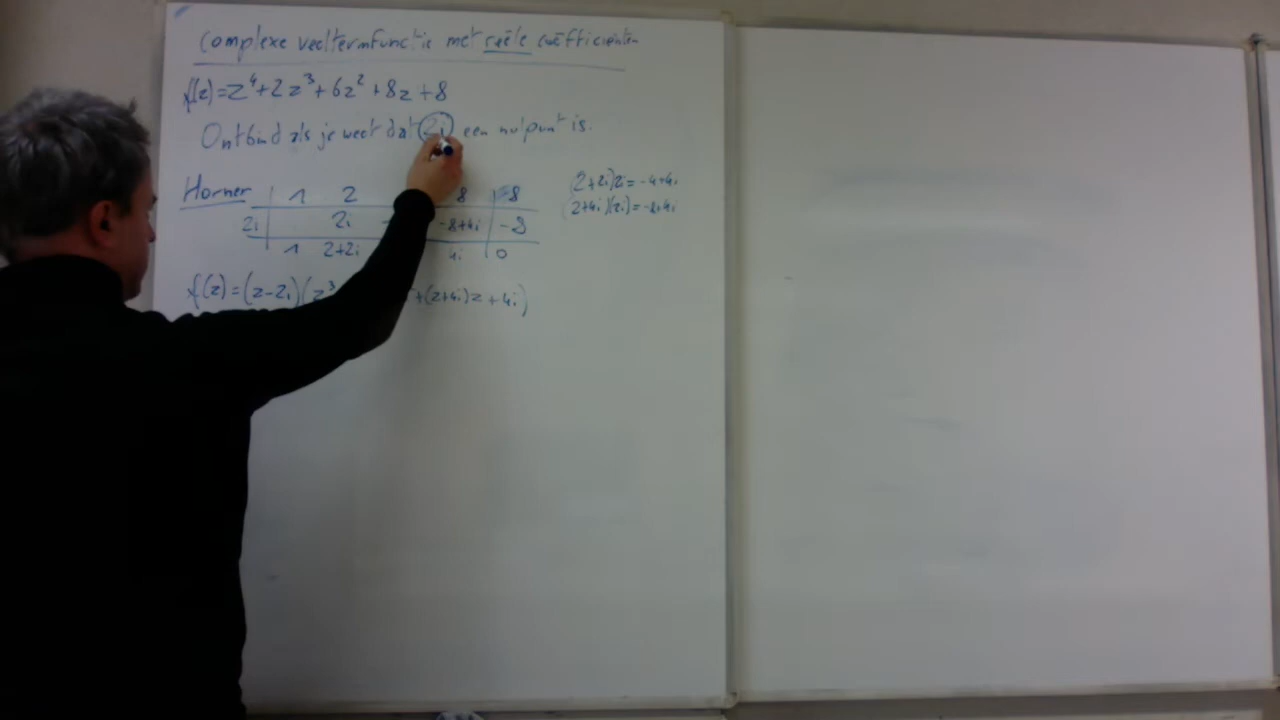 Complexe veeltermfunctie met reële coëfficiënten
f(z)=z⁴+2z³+6z²+8z+8
Ontbind als je weet dat 2i een nulpunt is.
Horner 1 2 8 8
2i 2i -8+4i -8
1 2+2i 4i 0
(2+2i)2i=-4+4i
(2+4i)(2i)=-8+4i
f(z)=(z-2i)(z³ +(2+4i)z+4i)